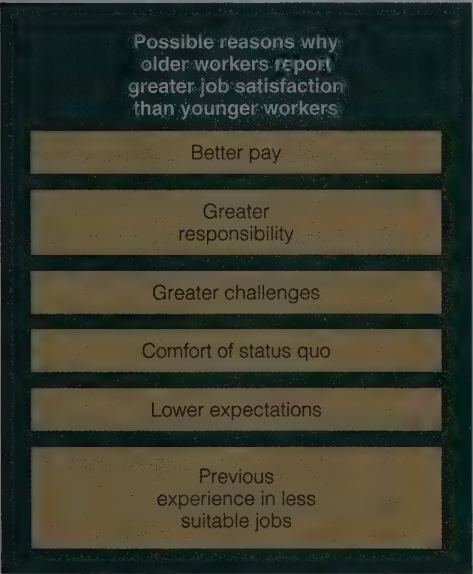 Possible reasons why
older workers report
greater job satisfaction
than younger workers
Better pay
Greater
responsibility
Greater challenges
Comfort of status quo
Lower expectations
Previous
experience in less
suitable jobs